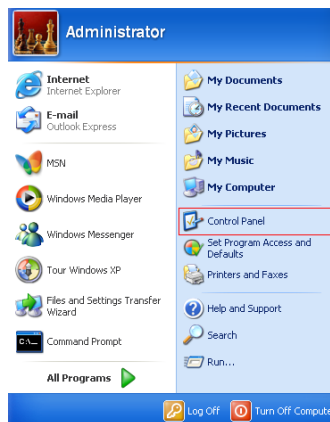 Administrator
Internet
Internet Explorer
E-mail
Outlook Express
MSN
Windows Media Player
Windows Messenger
Tour Windows XP
Files and Settings Transfer
Wizard
C:\_
Command Prompt
All Programs
My Documents
My Recent Documents
My Pictures
My Music
My Computer
Control Panel
Set Program Access and
Defaults
Printers and Faxes
Help and Support
Search
Run...
Log Off
Turn Off Compute